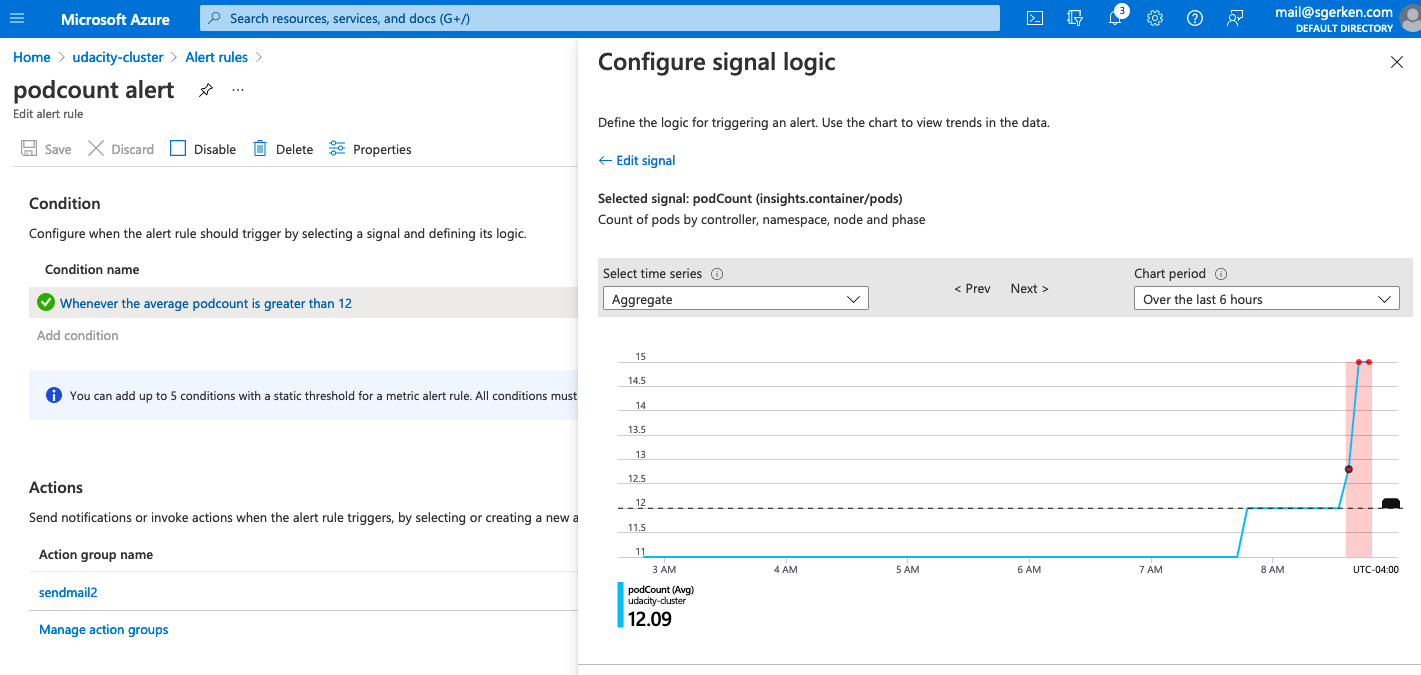 Microsoft Azure
Search resources, services, and docs (G+/)
3
mail@sgerken.com
DEFAULT DIRECTORY
Home > udacity-cluster > Alert rules >
podcount alert ...
Edit alert rule
Save Discard Disable Delete Properties
Condition
Configure when the alert rule should trigger by selecting a signal and defining its logic.
Condition name
Whenever the average podcount is greater than 12
Add condition
You can add up to 5 conditions with a static threshold for a metric alert rule. All conditions must
Actions
Send notifications or invoke actions when the alert rule triggers, by selecting or creating a new a
Action group name
sendmail2
Manage action groups
Configure signal logic
Define the logic for triggering an alert. Use the chart to view trends in the data.
← Edit signal
Selected signal: podCount (insights.container/pods)
Count of pods by controller, namespace, node and phase
Select time series
Aggregate
< Prev Next >
Chart period
Over the last 6 hours
15
14.5
14
13.5
13
12.5
12
11.5
11
3 AM 4 AM 5 AM 6 AM 7 AM 8 AM UTC-04:00
podCount (Avg)
udacity-cluster
12.09